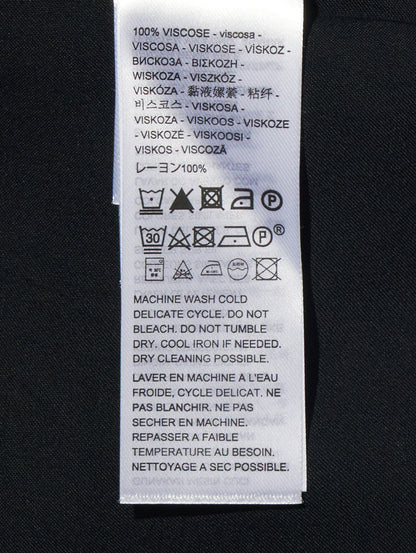 100% VISCOSE - viscosa -
VISCOSA - VISKOSE - VÍSKOZ -
ВИСКОЗА - ΒΙΣΚΟΖΗ -
WISKOZA - VISZKÓZ -
VISKÓZA - 黏液嫘縈 - 粘纤 -
비스코스 - VISKOSA -
VISKOZA - VISKOOS - VISKOZE
- VISKOZĖ - VISKOOSI -
VISKOS - VISCOZĂ
レーヨン100%
P
30 P ®
MACHINE WASH COLD
DELICATE CYCLE. DO NOT
BLEACH. DO NOT TUMBLE
DRY. COOL IRON IF NEEDED.
DRY CLEANING POSSIBLE.
LAVER EN MACHINE A L'EAU
FROIDE, CYCLE DELICAT. NE
PAS BLANCHIR. NE PAS
SECHER EN MACHINE.
REPASSER A FAIBLE
TEMPERATURE AU BESOIN.
NETTOYAGE A SEC POSSIBLE.